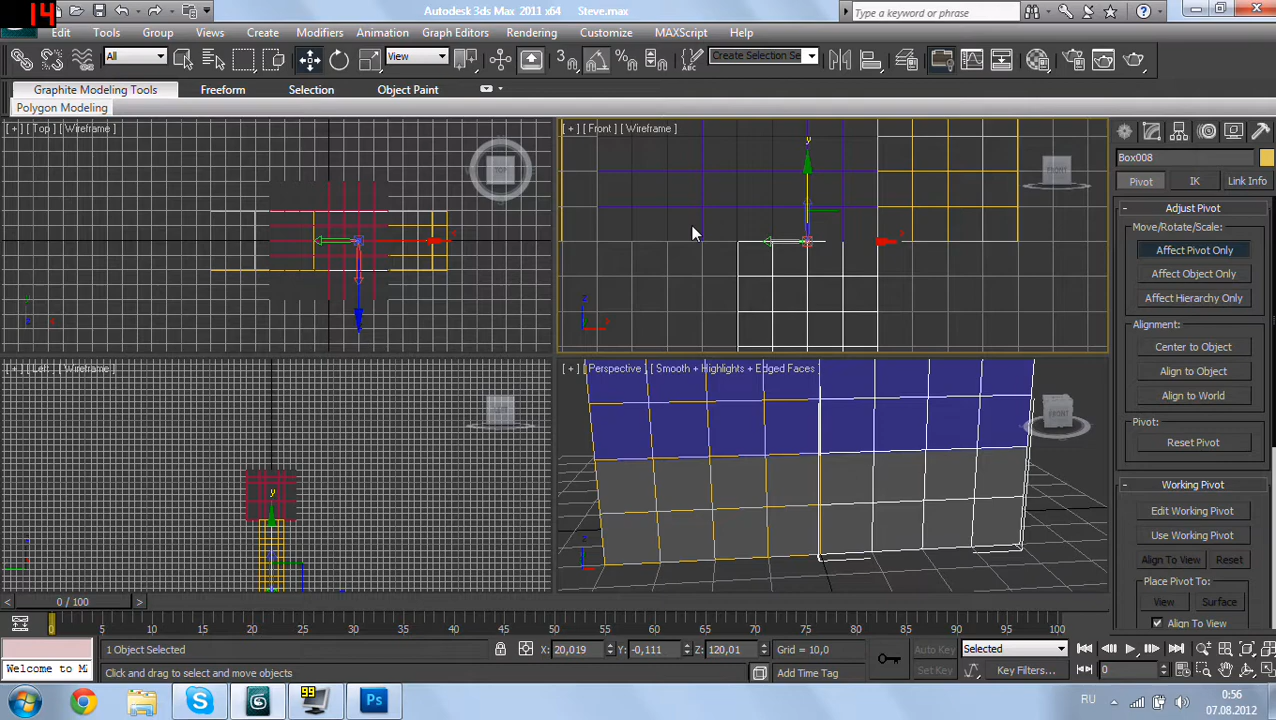 14
Autodesk 3ds Max 2011 x64 Steve.max
Type a keyword or phrase
Edit Tools Group Views Create Modifiers Animation Graph Editors Rendering Customize MAXScript Help
All View 3 Create Selection Se
Graphite Modeling Tools Freeform Selection Object Paint
Polygon Modeling
[ + ] [ Top ] [ Wireframe ]
TOP
[ + ] [ Front ] [ Wireframe ]
FRONT
y
x
z
Box008
Pivot IK Link Info
Adjust Pivot
Move/Rotate/Scale:
Affect Pivot Only
Affect Object Only
Affect Hierarchy Only
Alignment:
Center to Object
Align to Object
Align to World
Pivot:
Reset Pivot
Working Pivot
Edit Working Pivot
Use Working Pivot
Align To View Reset
Place Pivot To:
View Surface
Align To View
[ + ] [ Left ] [ Wireframe ]
y
[ + ] [ Perspective ] [ Smooth + Highlights + Edged Faces ]
FRONT
< 0 / 100 >
0 5 10 15 20 25 30 35 40 45 50 55 60 65 70 75 80 85 90 95 100
1 Object Selected X: 20,019 Y: -0,111 Z: 120,01 Grid = 10,0 Auto Key Selected
Welcome to M Click and drag to select and move objects Add Time Tag Set Key Key Filters... 0
99 Ps RU 0:56
07.08.2012